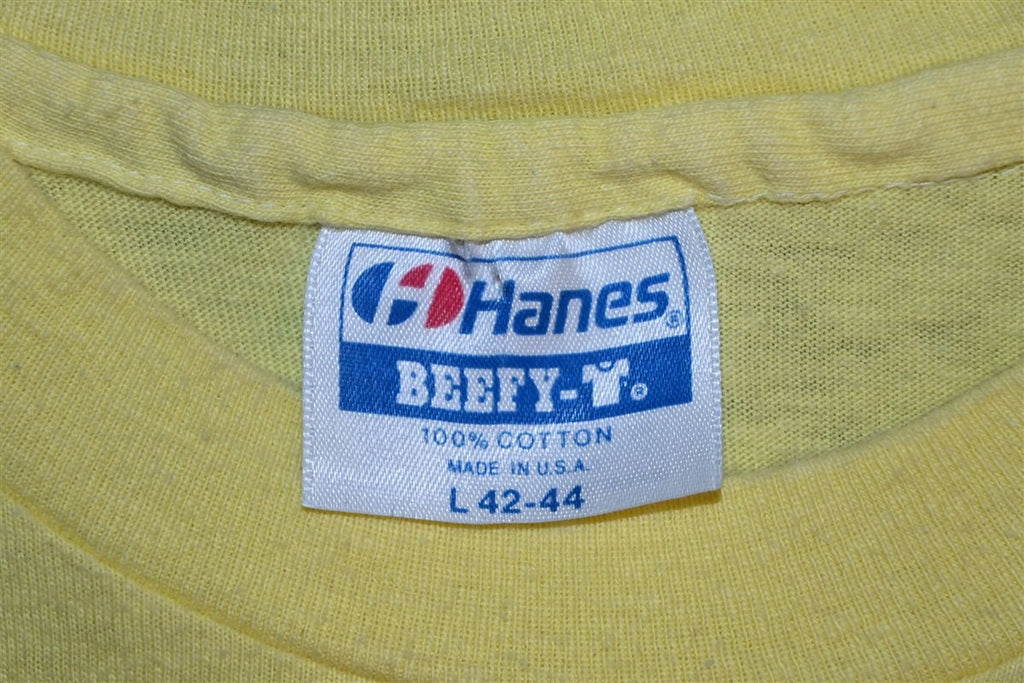 Hanes®
BEEFY-T®
100% COTTON
MADE IN U.S.A.
L 42-44